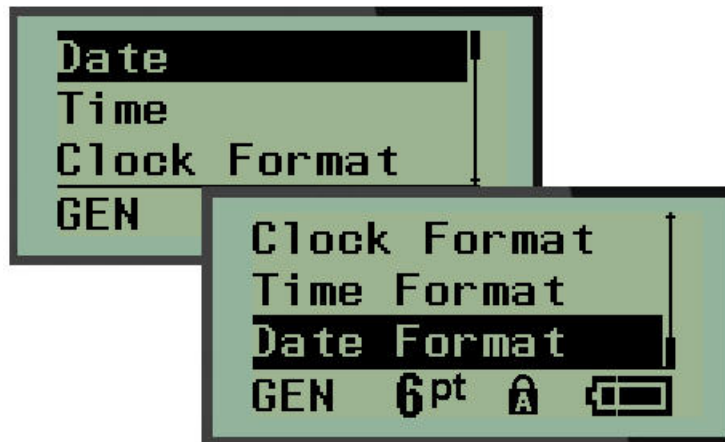 Date
Time
Clock Format
GEN
Clock Format
Time Format
Date Format
GEN 6pt A